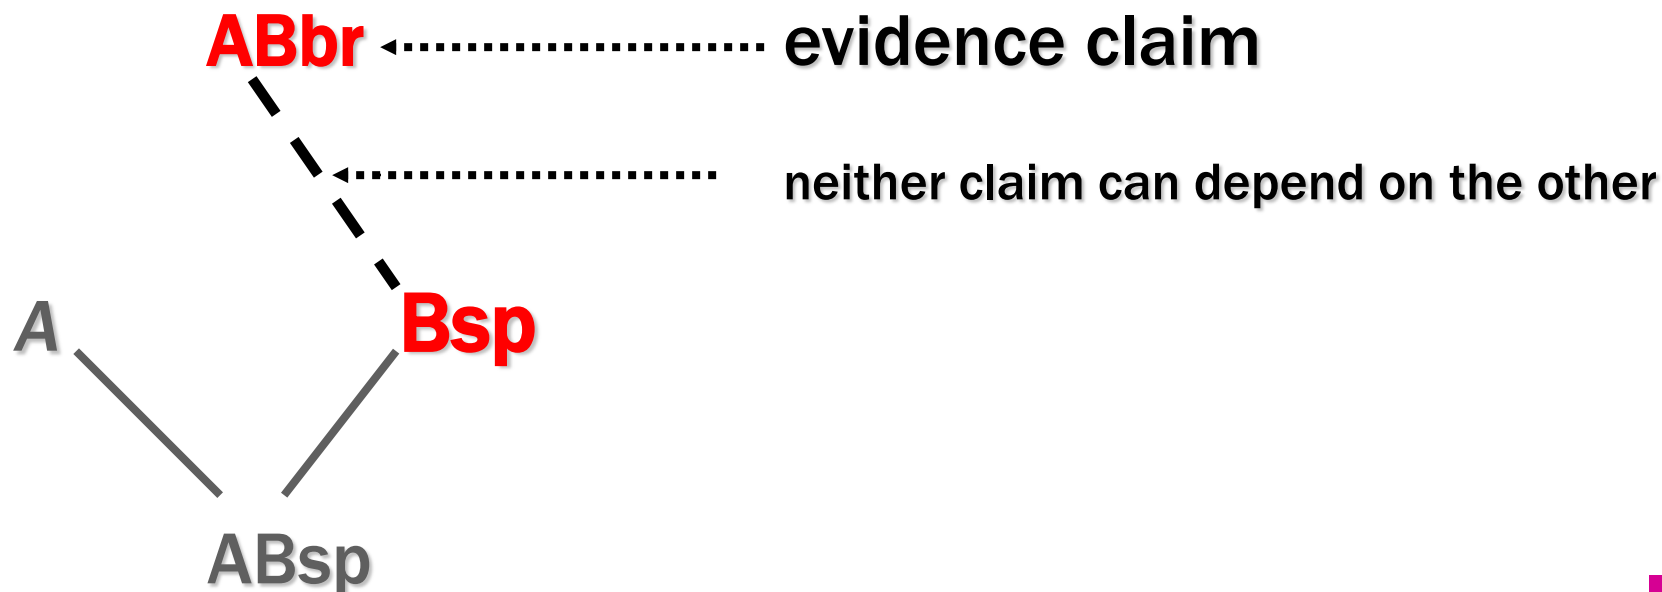 ABbr evidence claim
neither claim can depend on the other
A Bsp
ABsp